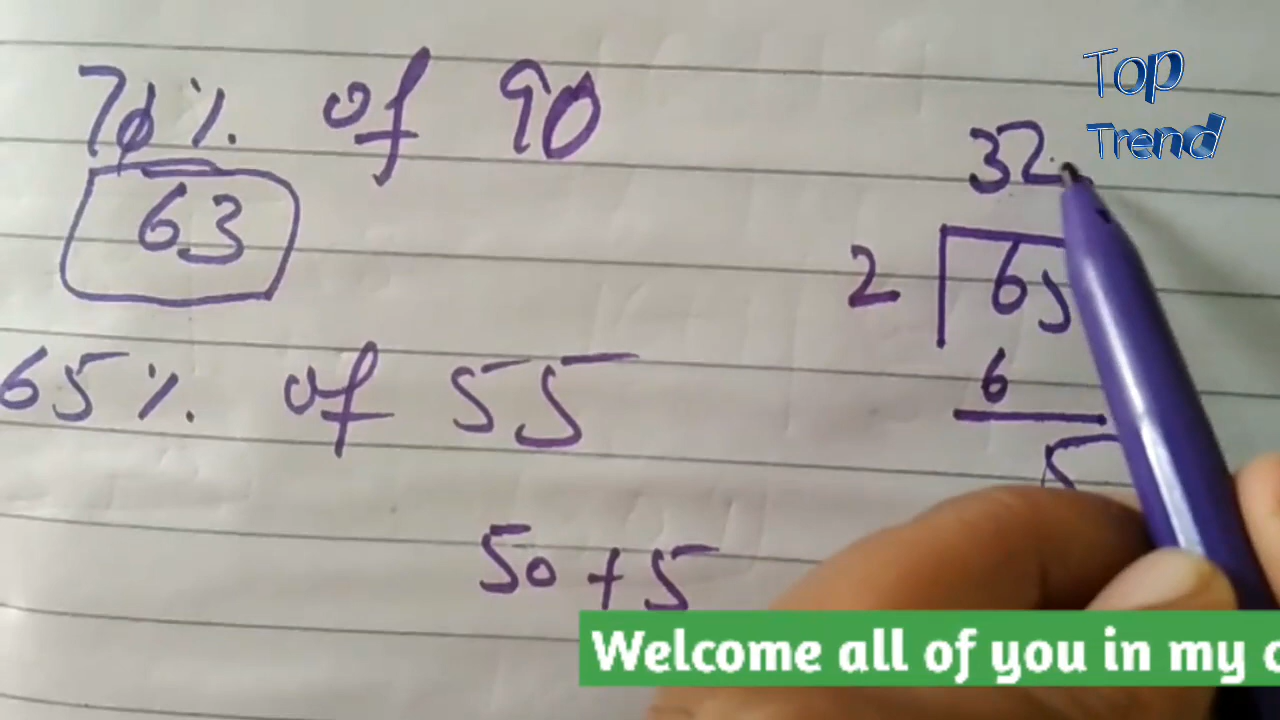 70% of 90
63
65% of 55
50 + 5
32.
2 65
6
5
Top
Trend
Welcome all of you in my